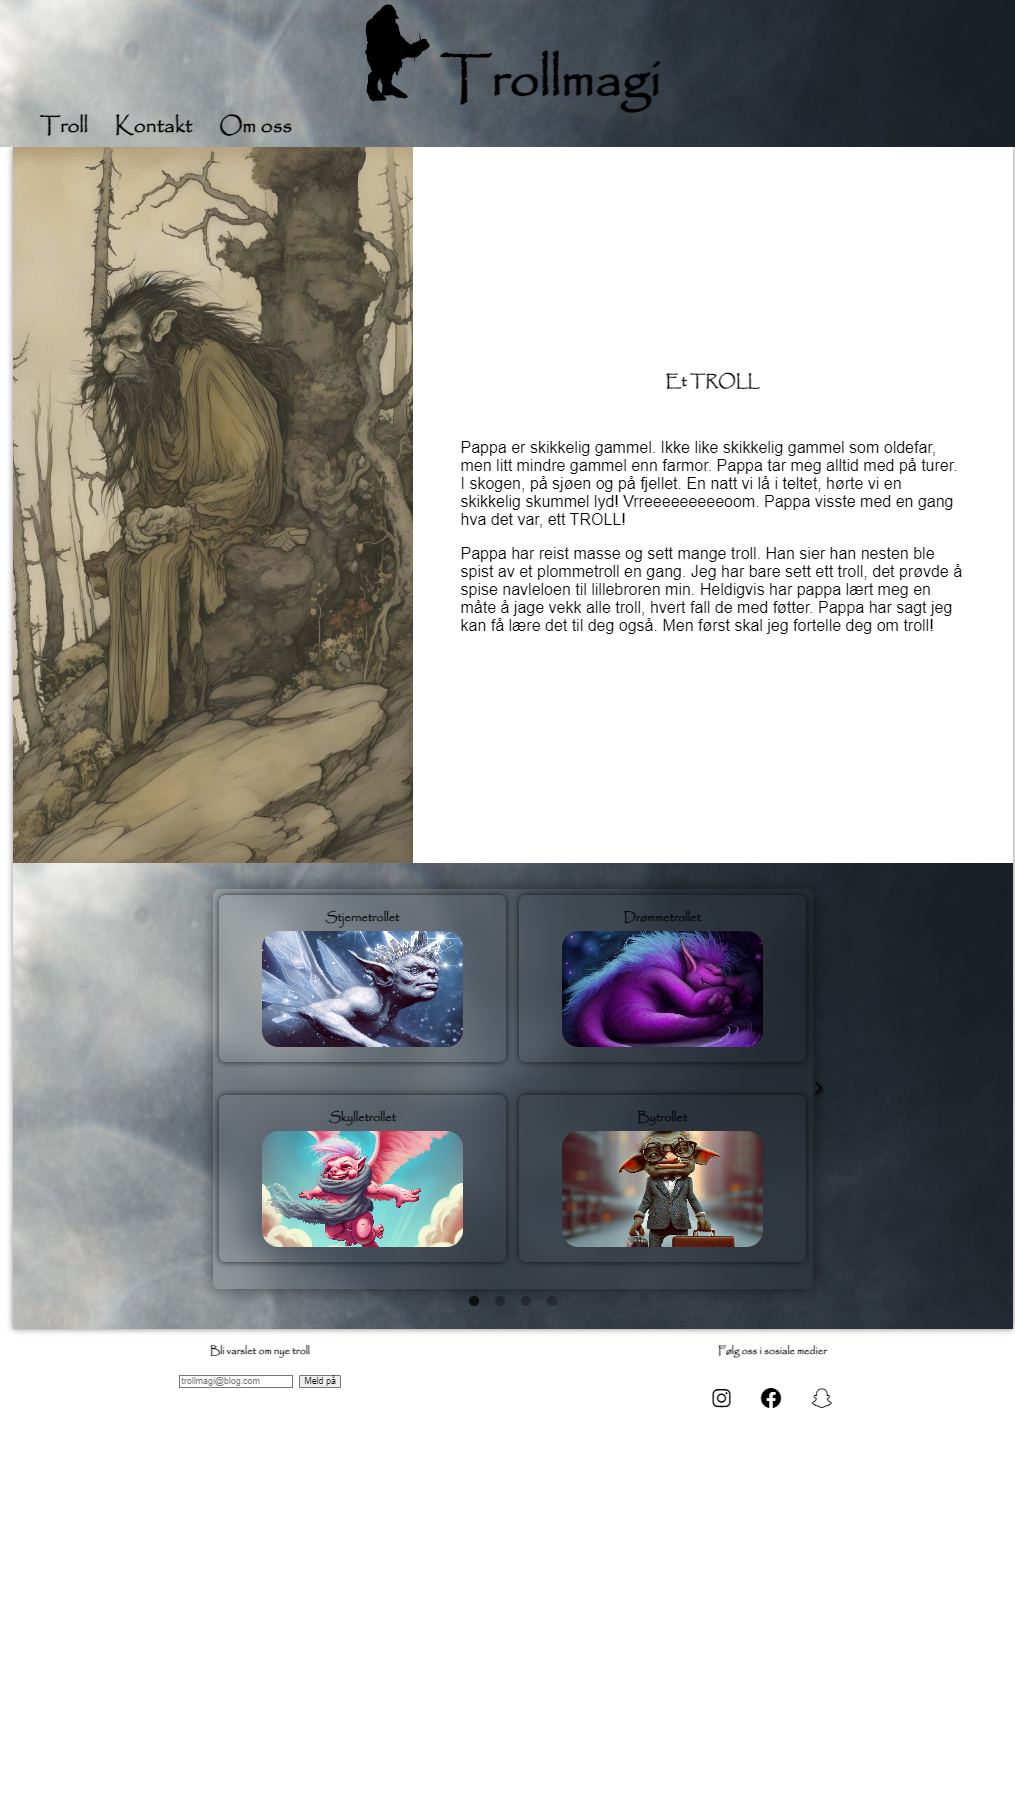 Trollmagi
Troll Kontakt Om oss
Et TROLL
Pappa er skikkelig gammel. Ikke like skikkelig gammel som oldefar,
men litt mindre gammel enn farmor. Pappa tar meg alltid med på turer.
I skogen, på sjøen og på fjellet. En natt vi lå i teltet, hørte vi en
skikkelig skummel lyd! Vrreeeeeeeeeoom. Pappa visste med en gang
hva det var, ett TROLL!
Pappa har reist masse og sett mange troll. Han sier han nesten ble
spist av et plommetroll en gang. Jeg har bare sett ett troll, det prøvde å
spise navleloen til lillebroren min. Heldigvis har pappa lært meg en
måte å jage vekk alle troll, hvert fall de med føtter. Pappa har sagt jeg
kan få lære det til deg også. Men først skal jeg fortelle deg om troll!
Stjernetrollet
Drømmetrollet
Skylletrollet
Bytrollet
Bli varslet om nye troll
trollmagi@blog.com Meld på
Følg oss i sosiale medier